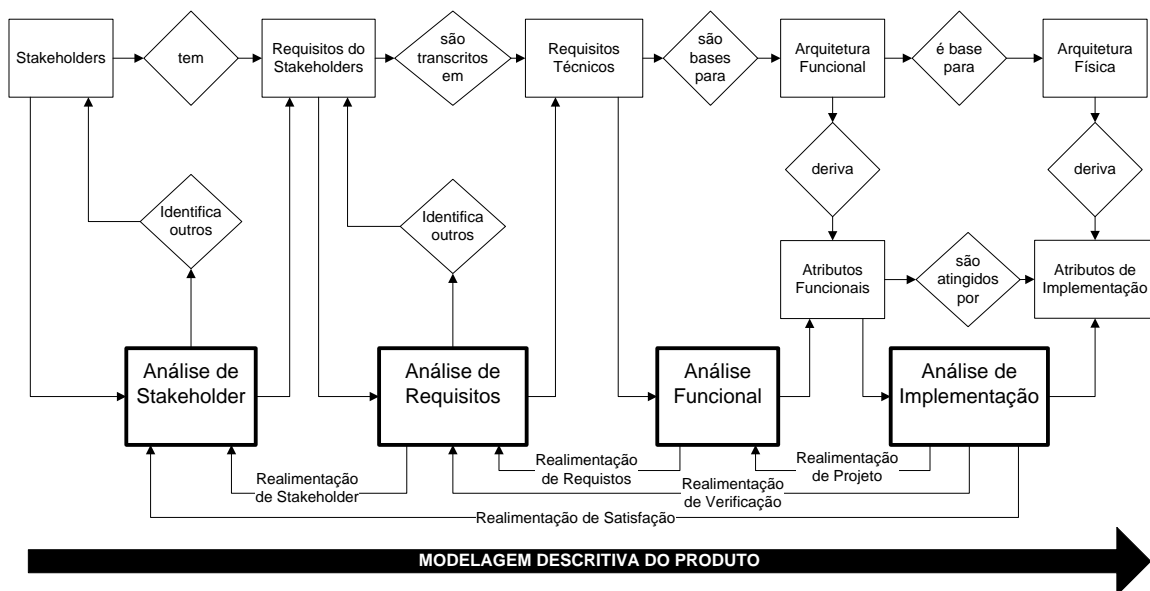 Stakeholders
tem
Requisitos do
Stakeholders
são
transcritos
em
Requisitos
Técnicos
são
bases
para
Arquitetura
Funcional
é base
para
Arquitetura
Física
deriva
deriva
Identifica
outros
Identifica
outros
Atributos
Funcionais
são
atingidos
por
Atributos de
Implementação
Análise de
Stakeholder
Análise de
Requisitos
Análise
Funcional
Análise de
Implementação
Realimentação
de Stakeholder
Realimentação
de Requistos
Realimentação
de Projeto
Realimentação
de Verificação
Realimentação de Satisfação
MODELAGEM DESCRITIVA DO PRODUTO